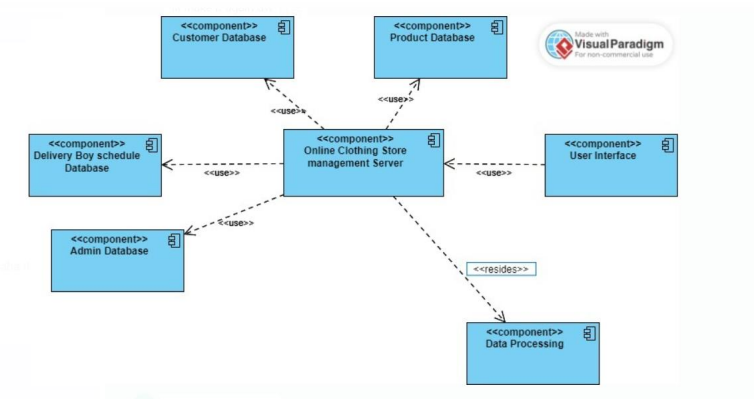 <<component>>
Customer Database
<<component>>
Product Database
Made with
VisualParadigm
For non-commercial use
<<use>>
<<use>>
<<component>>
Delivery Boy schedule
Database
<<use>>
<<component>>
Online Clothing Store
management Server
<<use>>
<<component>>
User Interface
<<use>>
<<component>>
Admin Database
<<resides>>
<<component>>
Data Processing